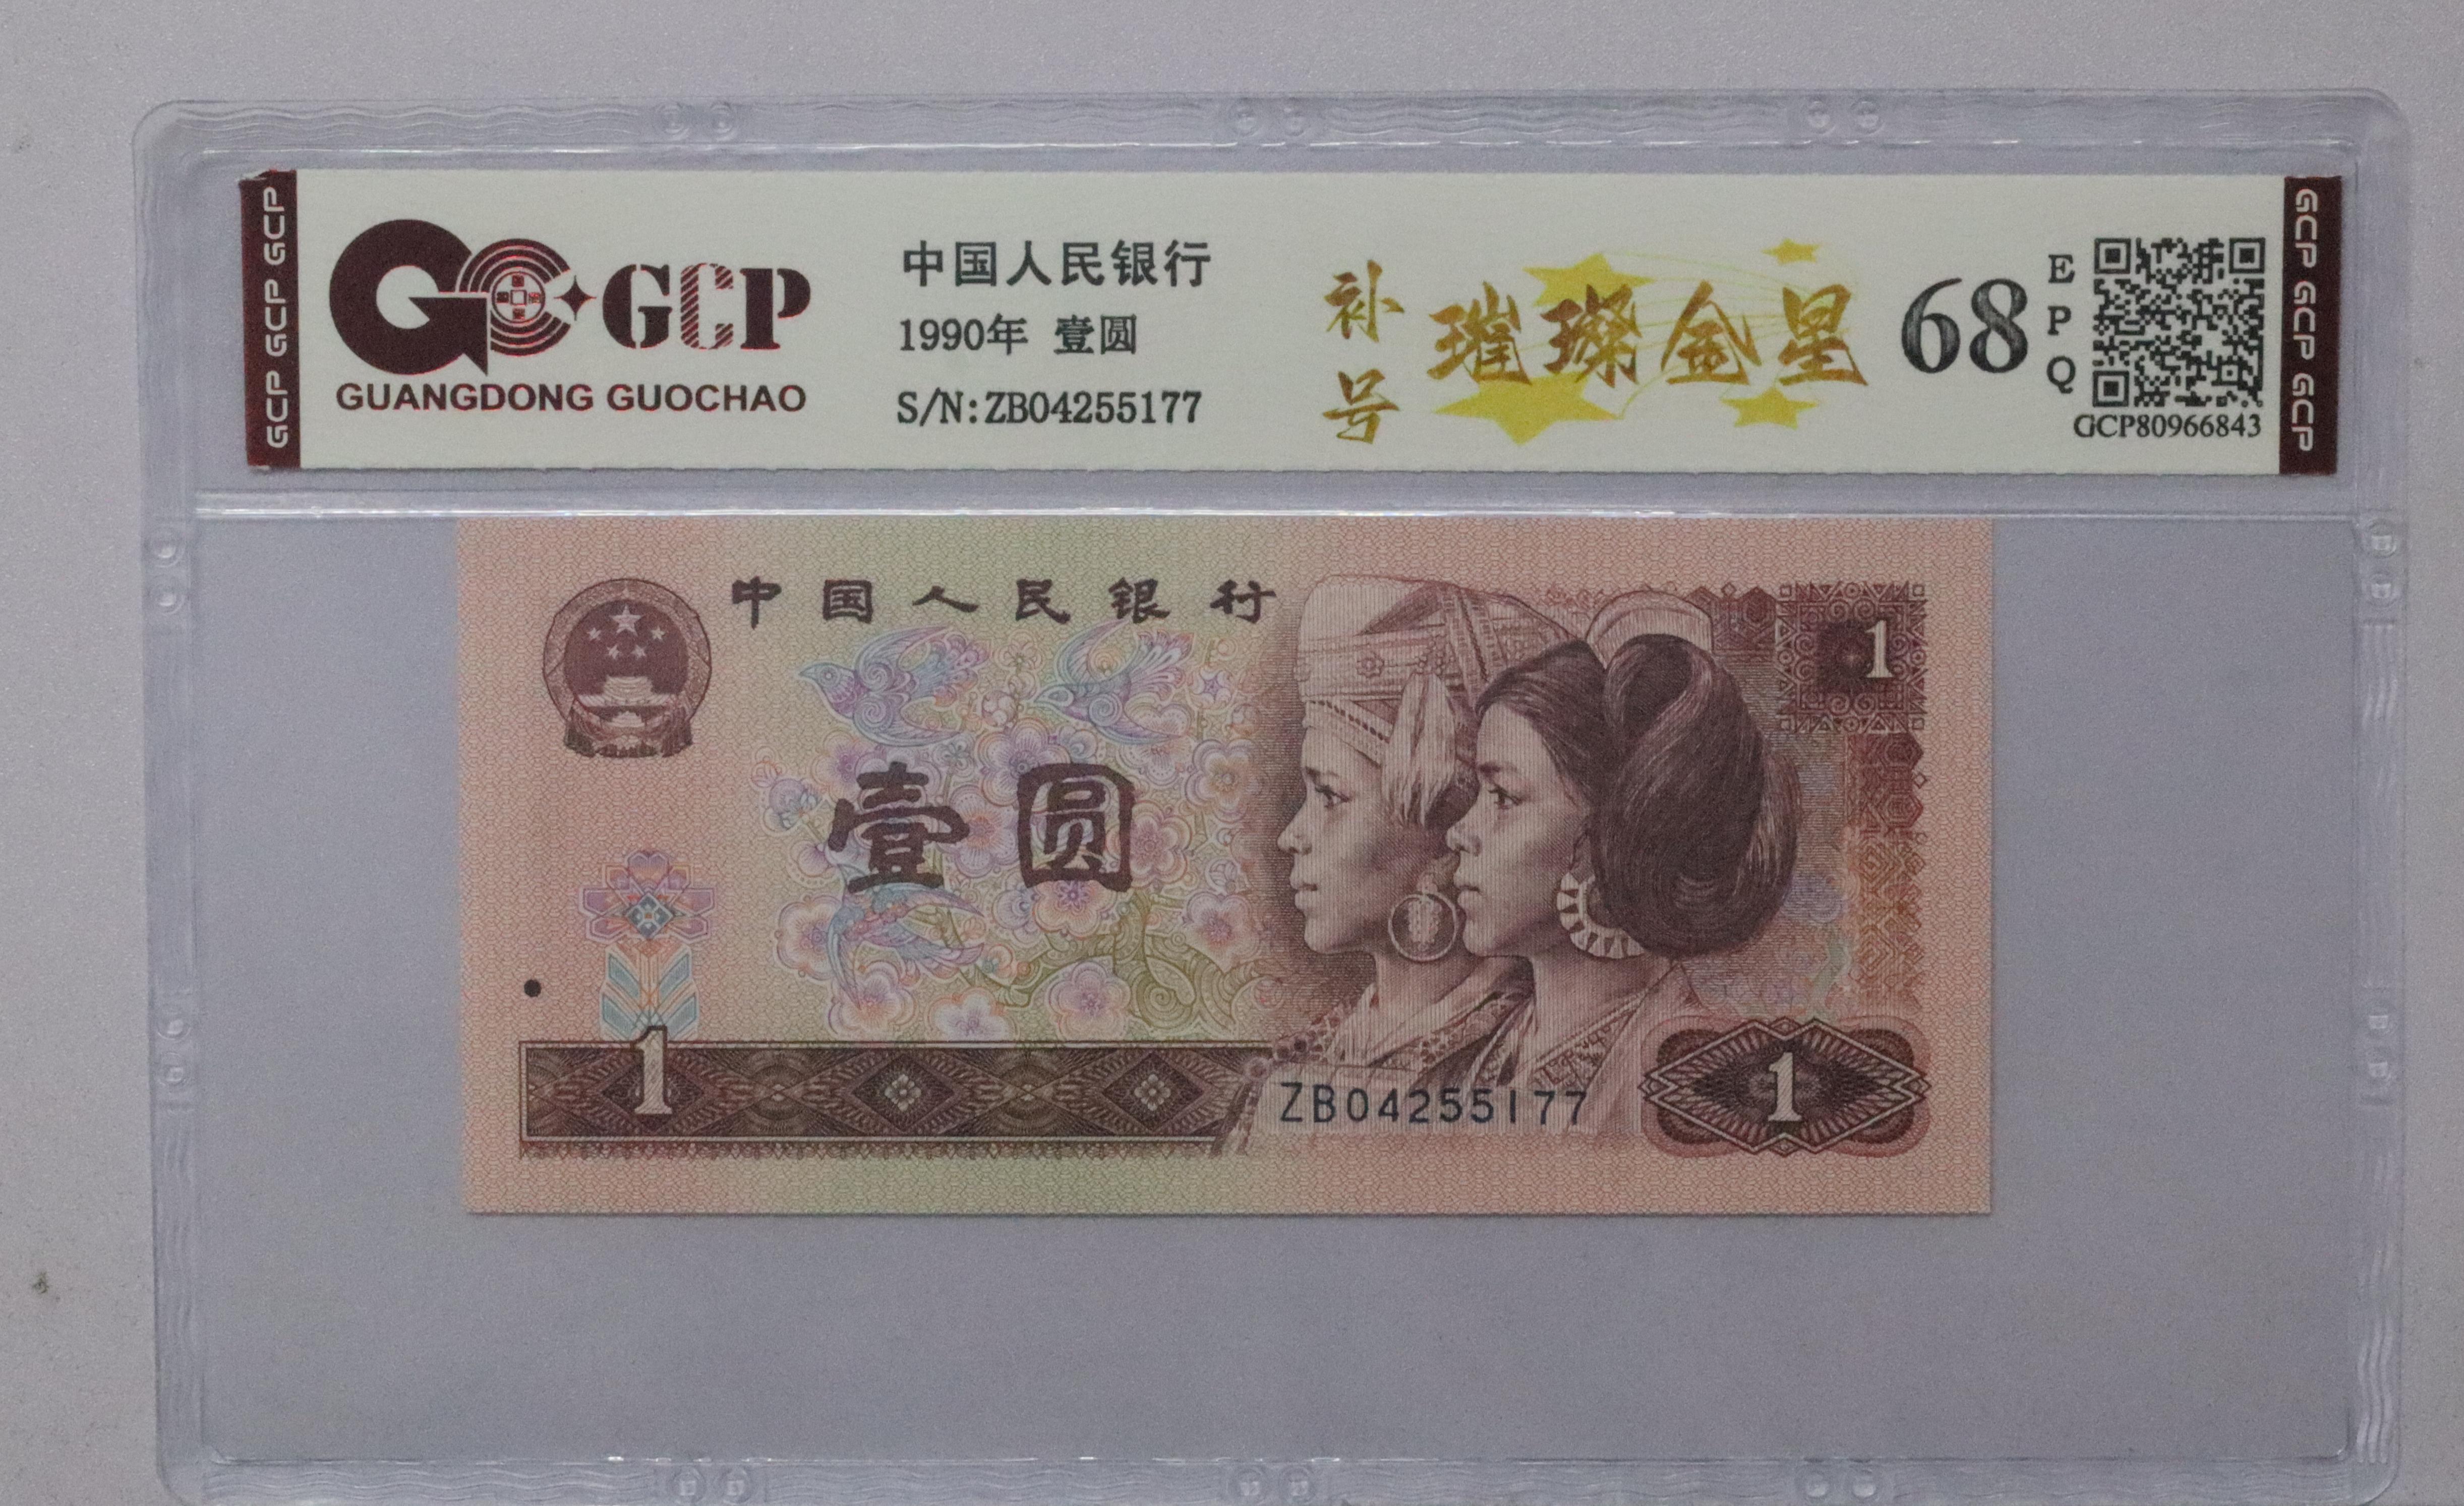 GCP GCP GCP
GCP
GUANGDONG GUOCHAO
中国人民银行
1990年 壹圆
S/N:ZB04255177
补号
璀璨金星
68
EPQ
GCP80966843
GCP GCP GCP
中国人民银行
1
壹圆
1
ZB04255177
1